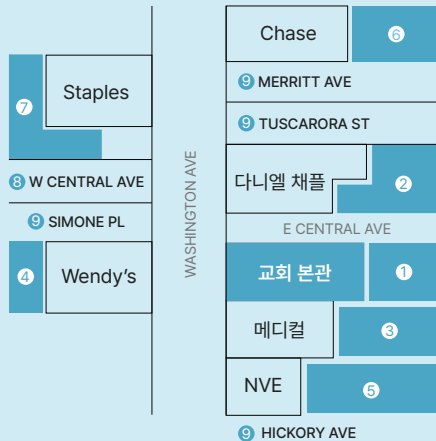 Chase
6
9 MERRITT AVE
7
Staples
9 TUSCARORA ST
다니엘 채플
2
8 W CENTRAL AVE
9 SIMONE PL
WASHINGTON AVE
E CENTRAL AVE
4
Wendy's
교회 본관
1
메디컬
3
NVE
5
9 HICKORY AVE